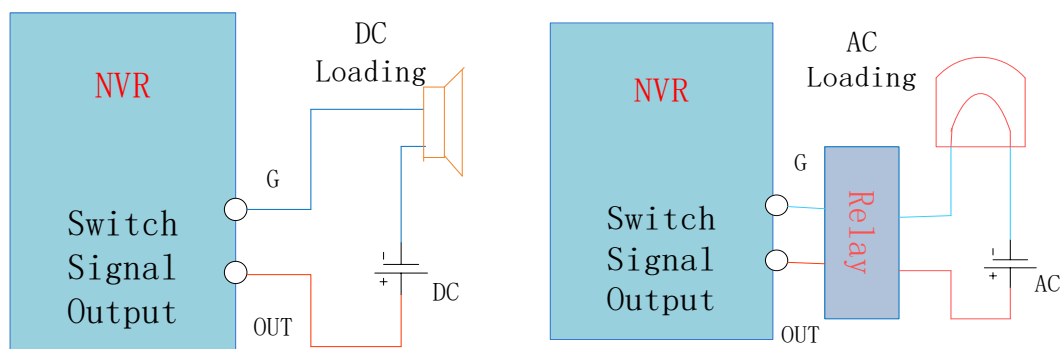 DC
Loading
NVR
G
Switch
Signal
Output
-
+
DC
OUT
AC
Loading
NVR
G
Relay
Switch
Signal
Output
-
+
AC
OUT